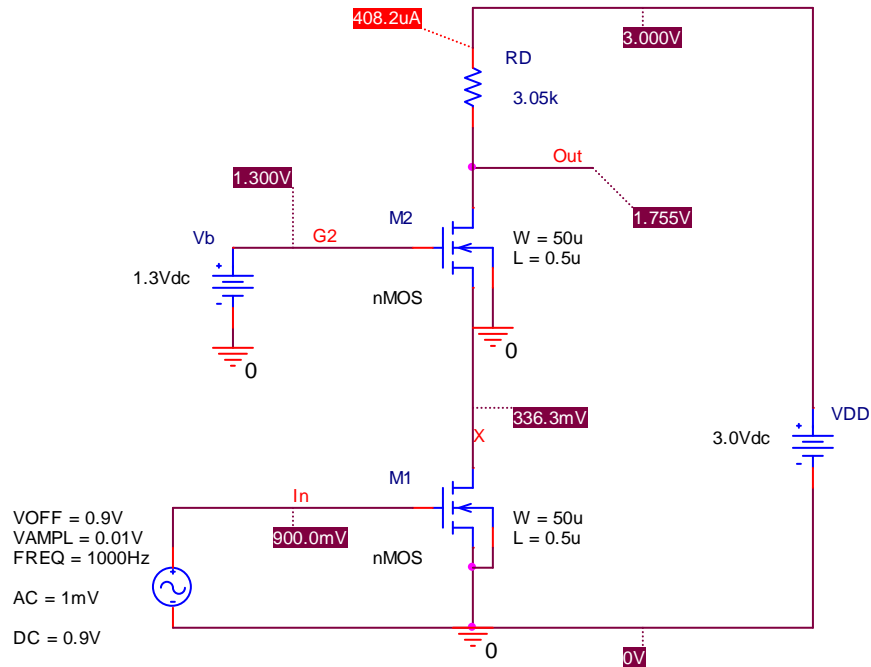 408.2uA
3.000V
RD
3.05k
Out
1.300V
1.755V
M2
Vb
G2
W = 50u
L = 0.5u
1.3Vdc
nMOS
0
0
336.3mV
VDD
X
3.0Vdc
M1
In
VOFF = 0.9V
VAMPL = 0.01V
FREQ = 1000Hz
900.0mV
W = 50u
L = 0.5u
nMOS
AC = 1mV
DC = 0.9V
0
0V